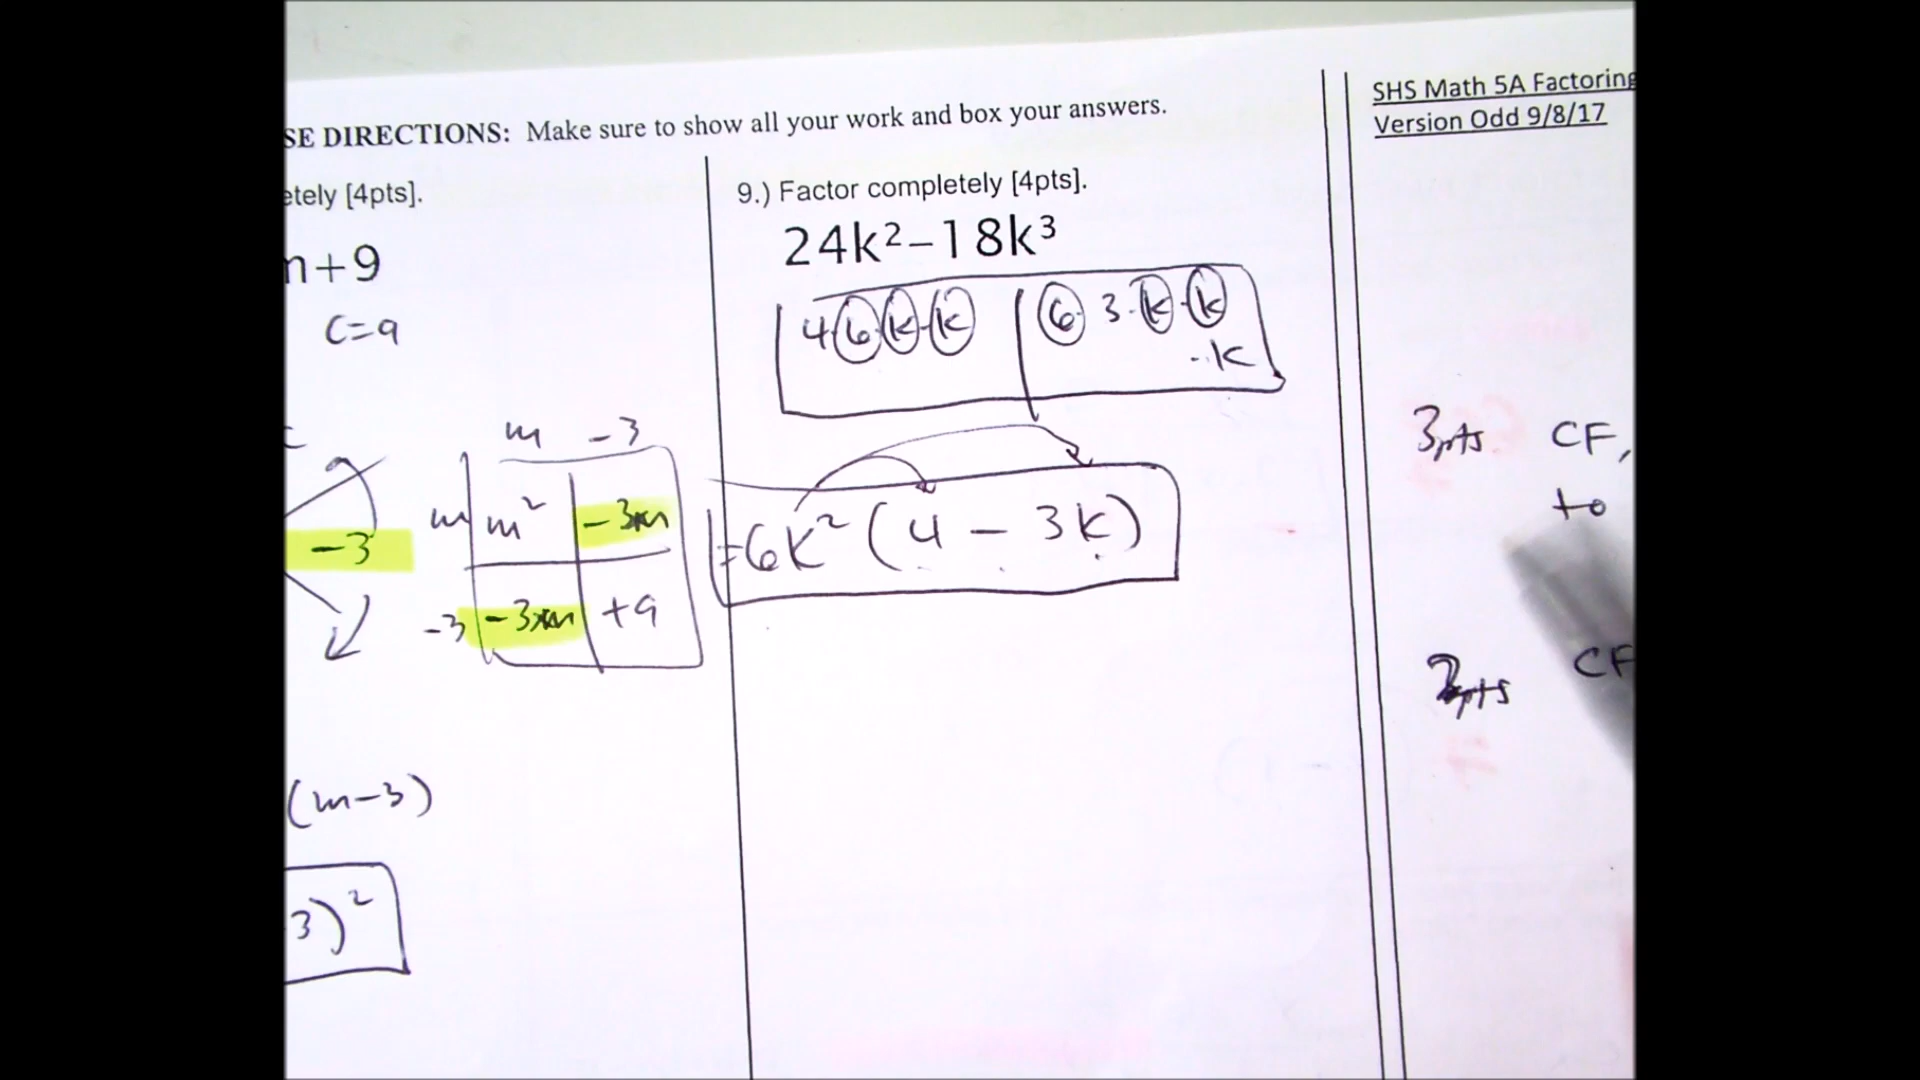 SE DIRECTIONS: Make sure to show all your work and box your answers.
etely [4pts].
n+9
c=9
m -3
m m² -3m
-3 -3m +9
-3
(m-3)
3)²
9.) Factor completely [4pts].
24k²-18k³
4·6·k·k 6·3·k·k
·k
=6k²(4-3k)
SHS Math 5A Factoring
Version Odd 9/8/17
3pts CF,
to
2pts CF